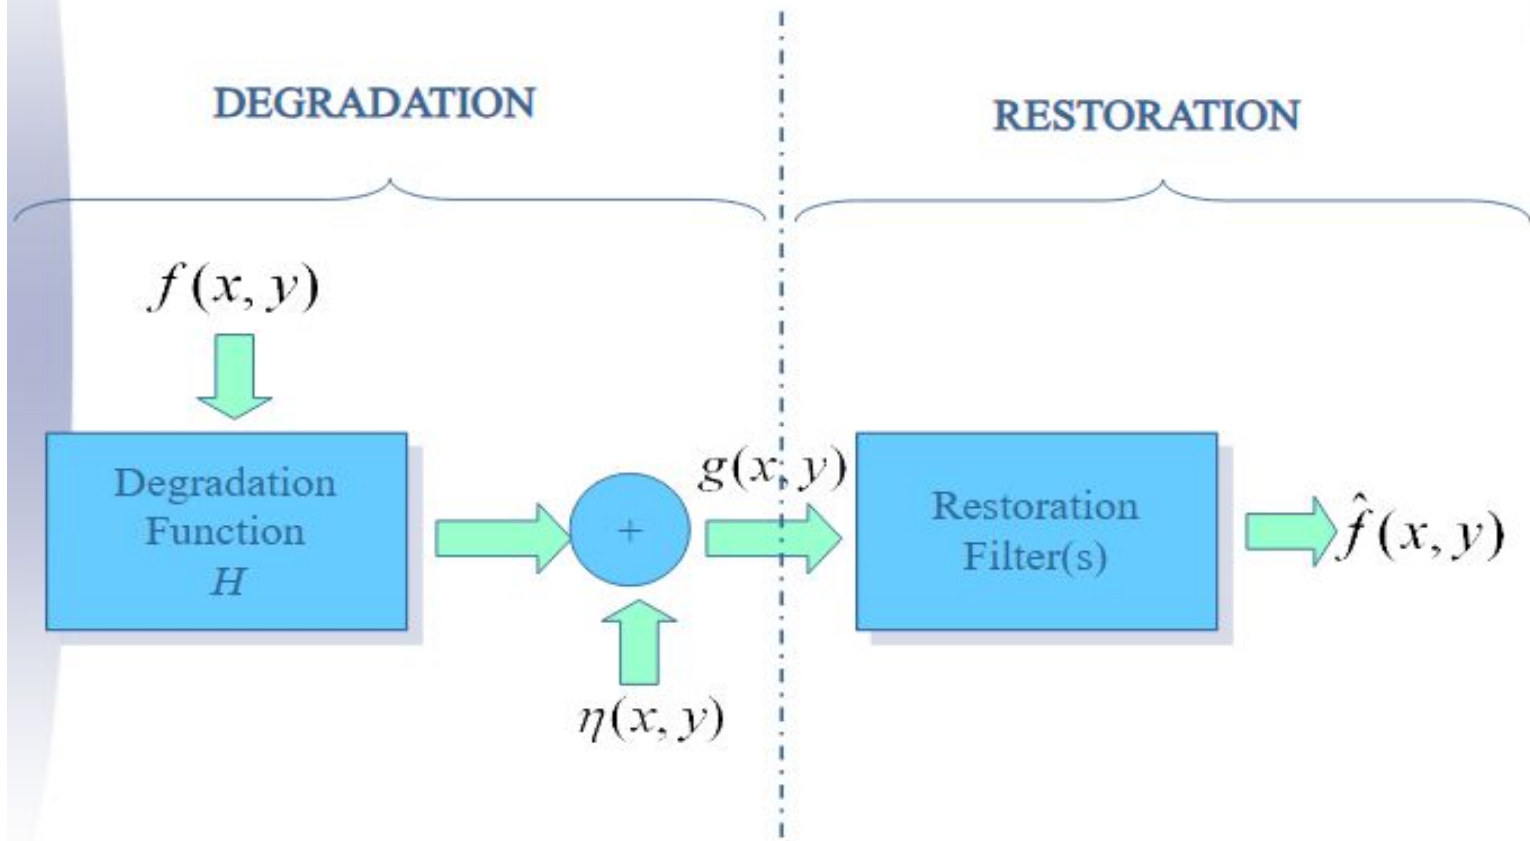 DEGRADATION
RESTORATION
f(x, y)
Degradation
Function
H
+
η(x, y)
g(x, y)
Restoration
Filter(s)
f̂(x, y)